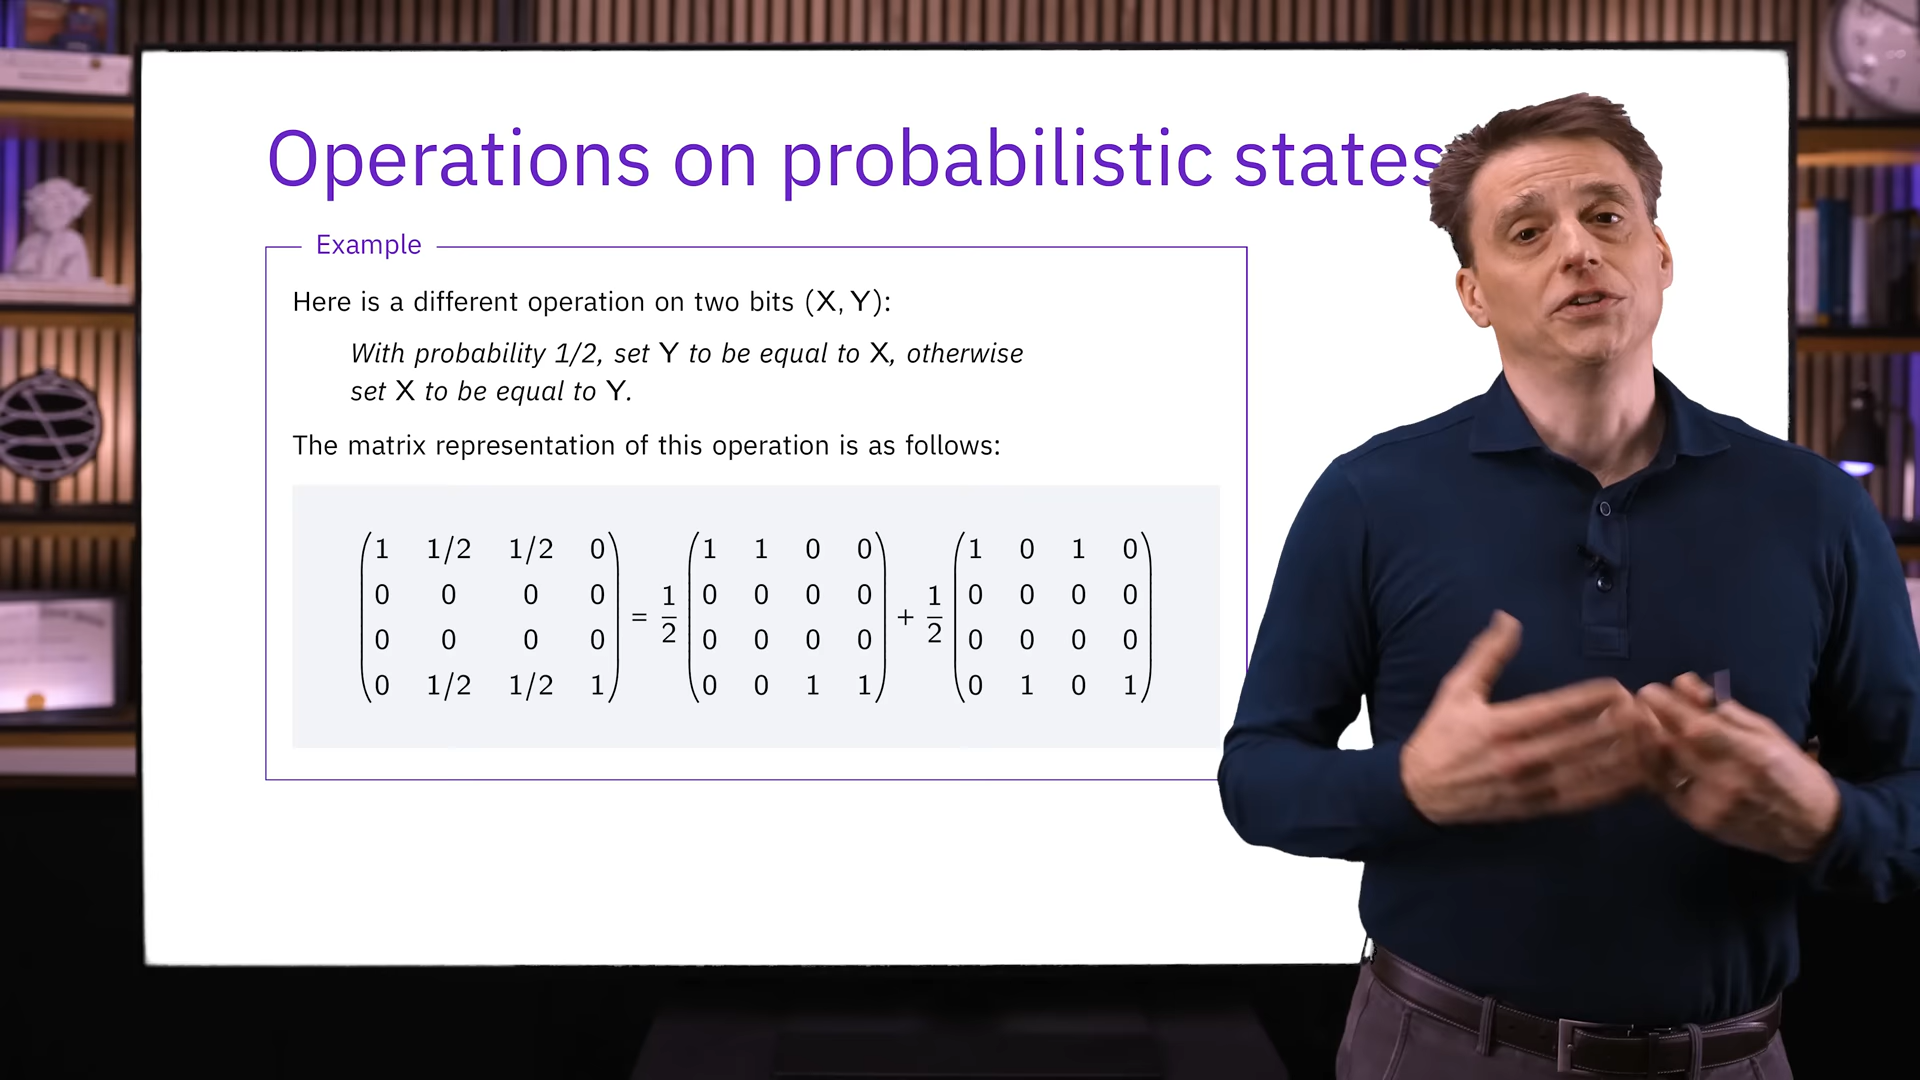 Operations on probabilistic states
Example
Here is a different operation on two bits (X, Y):
With probability 1/2, set Y to be equal to X, otherwise
set X to be equal to Y.
The matrix representation of this operation is as follows:
( 1 1/2 1/2 0 ) ( 1 1 0 0 ) ( 1 0 1 0 )
( 0 0 0 0 ) = 1/2 ( 0 0 0 0 ) + 1/2 ( 0 0 0 0 )
( 0 0 0 0 ) ( 0 0 0 0 ) ( 0 0 0 0 )
( 0 1/2 1/2 1 ) ( 0 0 1 1 ) ( 0 1 0 1 )